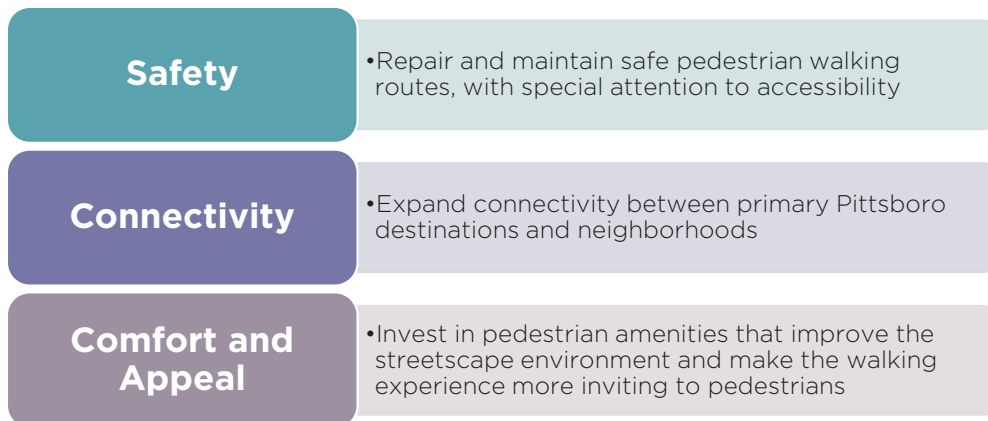 Safety
•Repair and maintain safe pedestrian walking
routes, with special attention to accessibility
Connectivity
•Expand connectivity between primary Pittsboro
destinations and neighborhoods
Comfort and
Appeal
•Invest in pedestrian amenities that improve the
streetscape environment and make the walking
experience more inviting to pedestrians